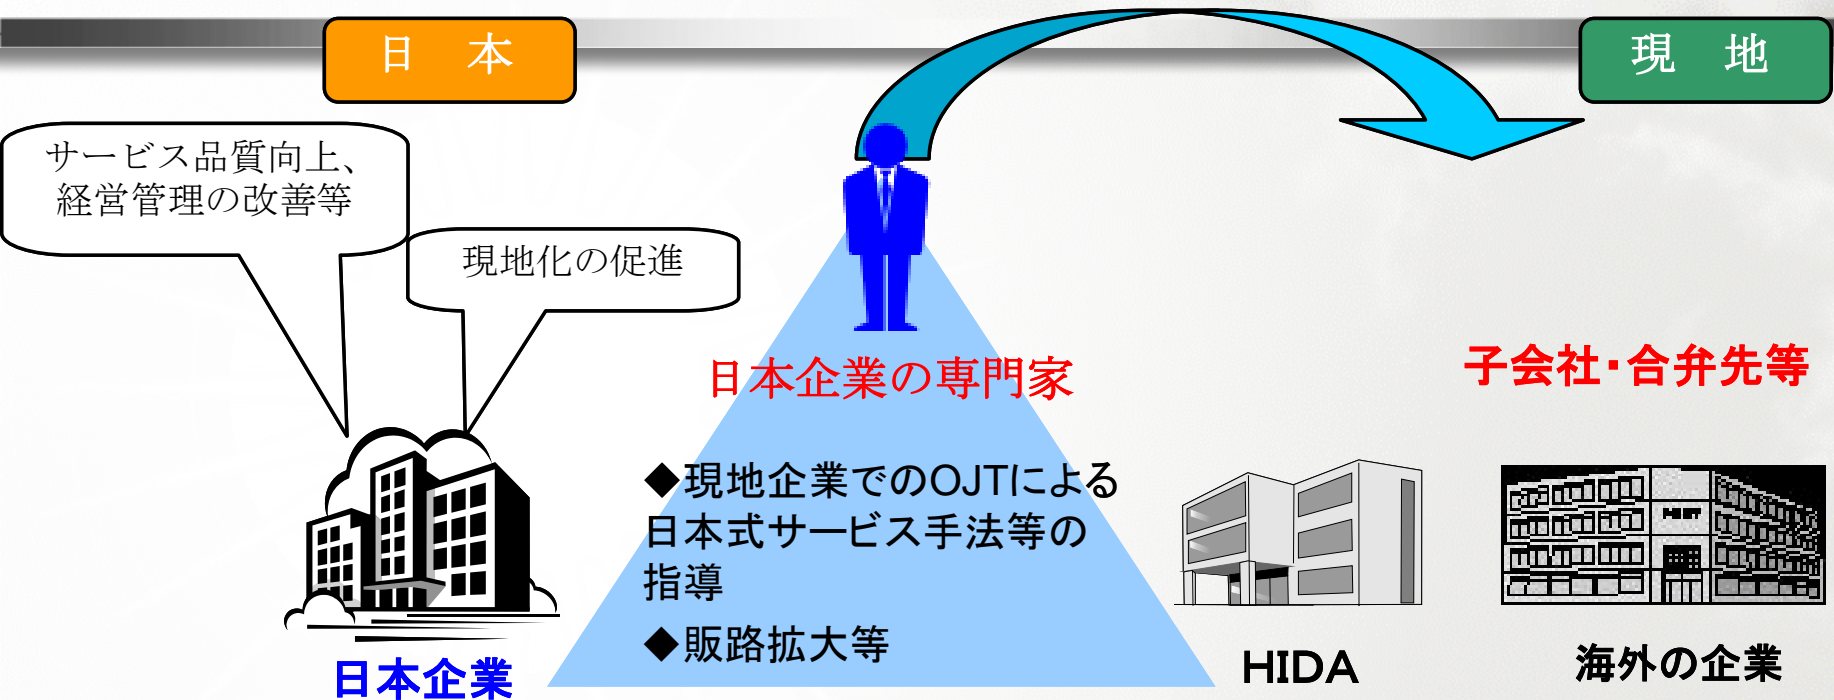 日　本
現　地
サービス品質向上、
経営管理の改善等
現地化の促進
日本企業の専門家
子会社・合弁先等
◆現地企業でのOJTによる
日本式サービス手法等の
指導
◆販路拡大等
日本企業
HIDA
海外の企業